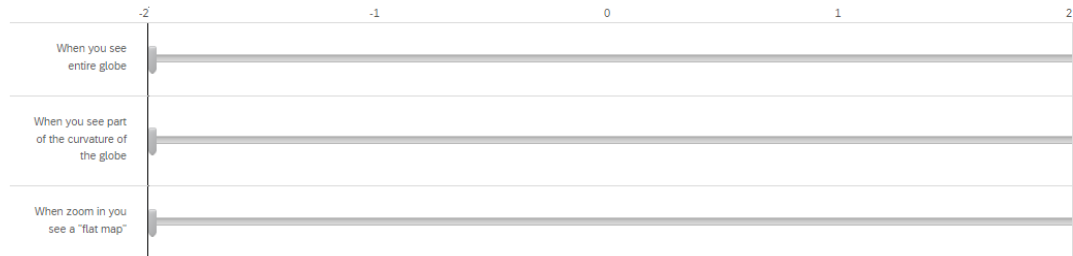 -2 -1 0 1 2
When you see
entire globe
When you see part
of the curvature of
the globe
When zoom in you
see a "flat map"